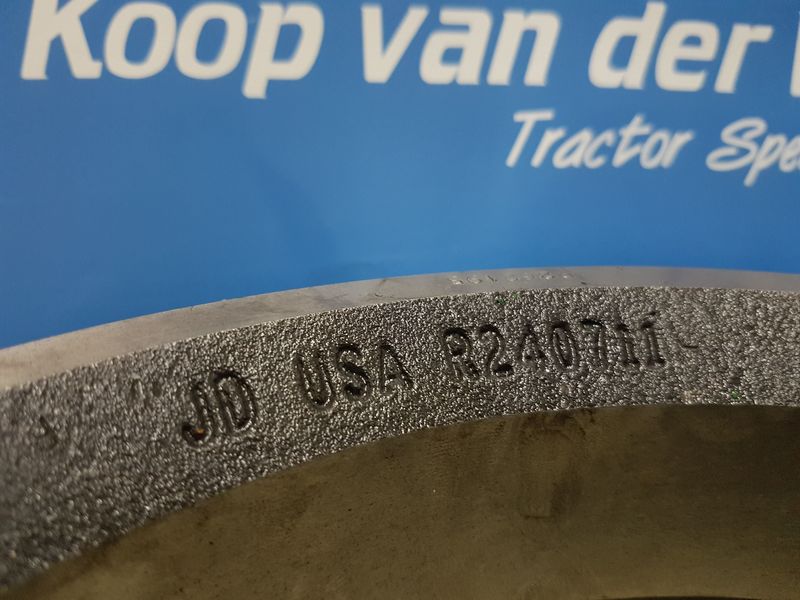 Koop van der
Tractor Spe
JD USA R240711